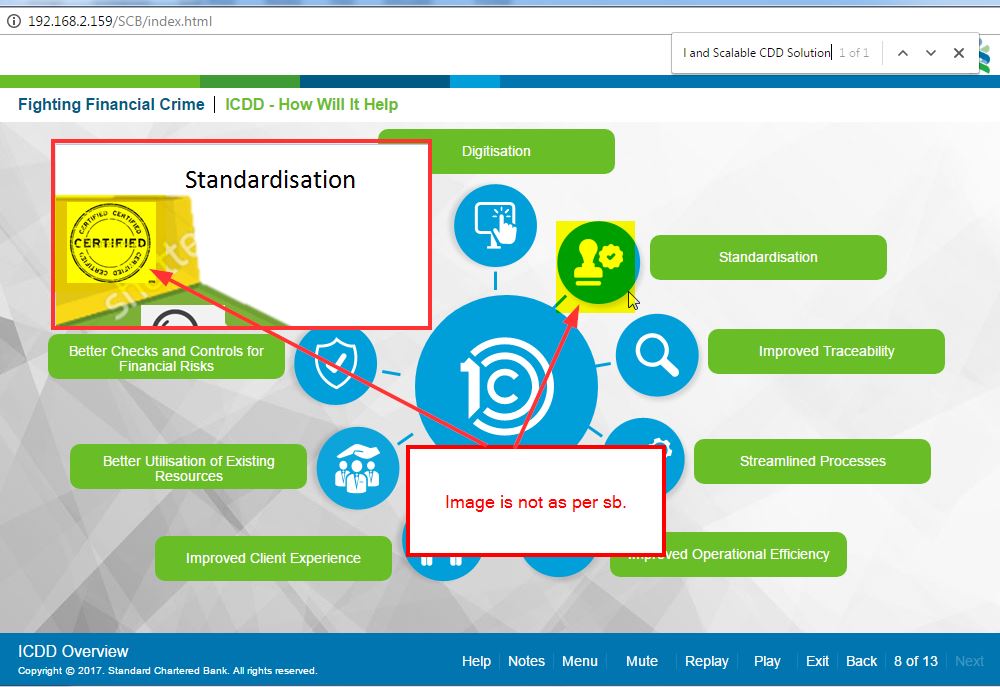 192.168.2.159/SCB/index.html
l and Scalable CDD Solution 1 of 1
Fighting Financial Crime ICDD - How Will It Help
Digitisation
Standardisation
CERTIFIED CERTIFIED
CERTIFIED
CERTIFIED CERTIFIED
Standardisation
Better Checks and Controls for
Financial Risks
Improved Traceability
1C
Better Utilisation of Existing
Resources
Streamlined Processes
Image is not as per sb.
Improved Client Experience
Improved Operational Efficiency
ICDD Overview
Copyright © 2017. Standard Chartered Bank. All rights reserved.
Help Notes Menu Mute Replay Play Exit Back 8 of 13 Next